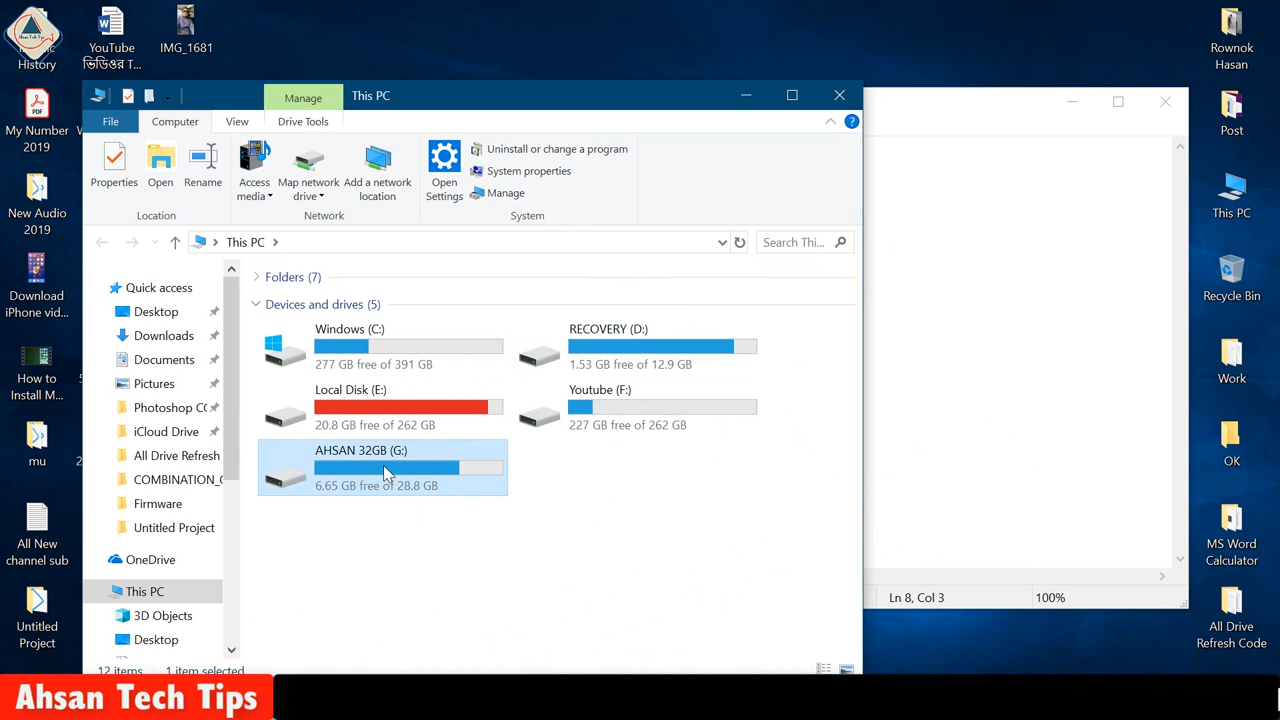 History
YouTube
ভিডিওর T...
IMG_1681
My Number
2019
New Audio
2019
Download
iPhone vid...
How to
Install M...
mu
All New
channel sub
Untitled
Project
Manage
This PC
File
Computer
View
Drive Tools
Properties
Open
Rename
Access
media
Map network
drive
Add a network
location
Open
Settings
Uninstall or change a program
System properties
Manage
Location
Network
System
This PC
Search Thi...
Quick access
Desktop
Downloads
Documents
Pictures
Photoshop CC
iCloud Drive
All Drive Refresh
COMBINATION_
Firmware
Untitled Project
OneDrive
This PC
3D Objects
Desktop
Folders (7)
Devices and drives (5)
Windows (C:)
277 GB free of 391 GB
RECOVERY (D:)
1.53 GB free of 12.9 GB
Local Disk (E:)
20.8 GB free of 262 GB
Youtube (F:)
227 GB free of 262 GB
AHSAN 32GB (G:)
6.65 GB free of 28.8 GB
12 items
1 item selected
Ln 8, Col 3
100%
Rownok
Hasan
Post
This PC
Recycle Bin
Work
OK
MS Word
Calculator
All Drive
Refresh Code
Ahsan Tech Tips